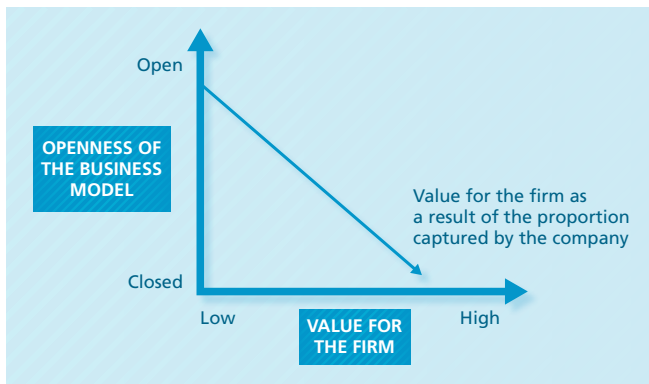 Open
OPENNESS OF
THE BUSINESS
MODEL
Value for the firm as
a result of the proportion
captured by the company
Closed
Low
VALUE FOR
THE FIRM
High